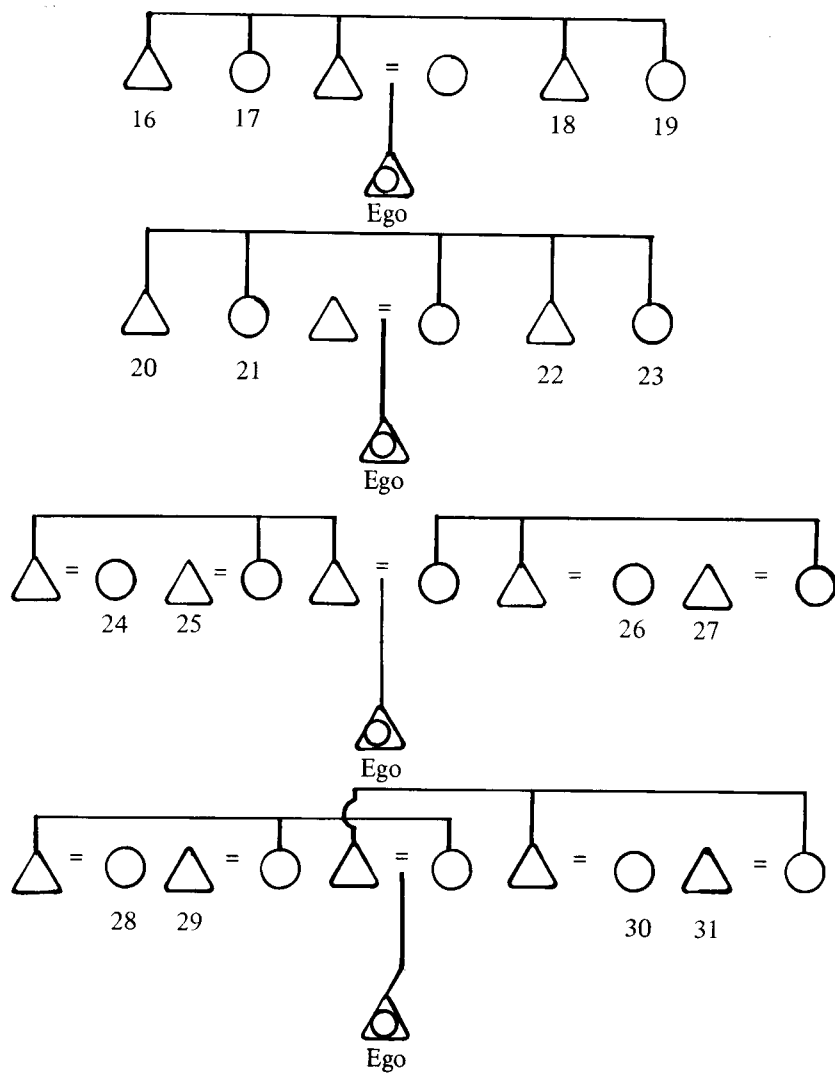 =
16 17 18 19
Ego
=
20 21 22 23
Ego
= = = = =
24 25 26 27
Ego
= = = = =
28 29 30 31
Ego